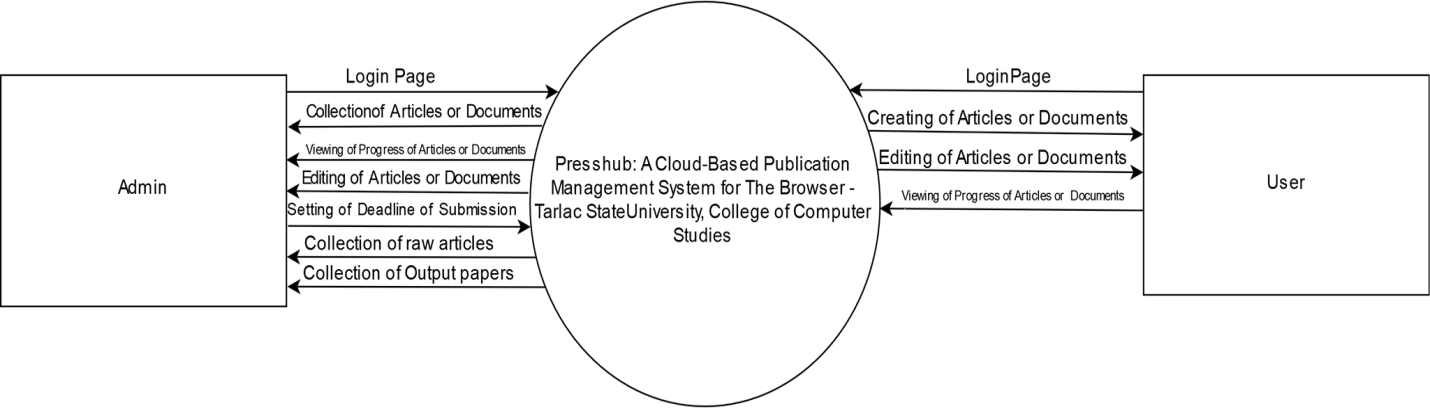 Login Page
Collectionof Articles or Documents
Viewing of Progress of Articles or Documents
Editing of Articles or Documents
Setting of Deadline of Submission
Collection of raw articles
Collection of Output papers
Admin
Presshub: A Cloud-Based Publication
Management System for The Browser -
Tarlac StateUniversity, College of Computer
Studies
LoginPage
Creating of Articles or Documents
Editing of Articles or Documents
Viewing of Progress of Articles or Documents
User